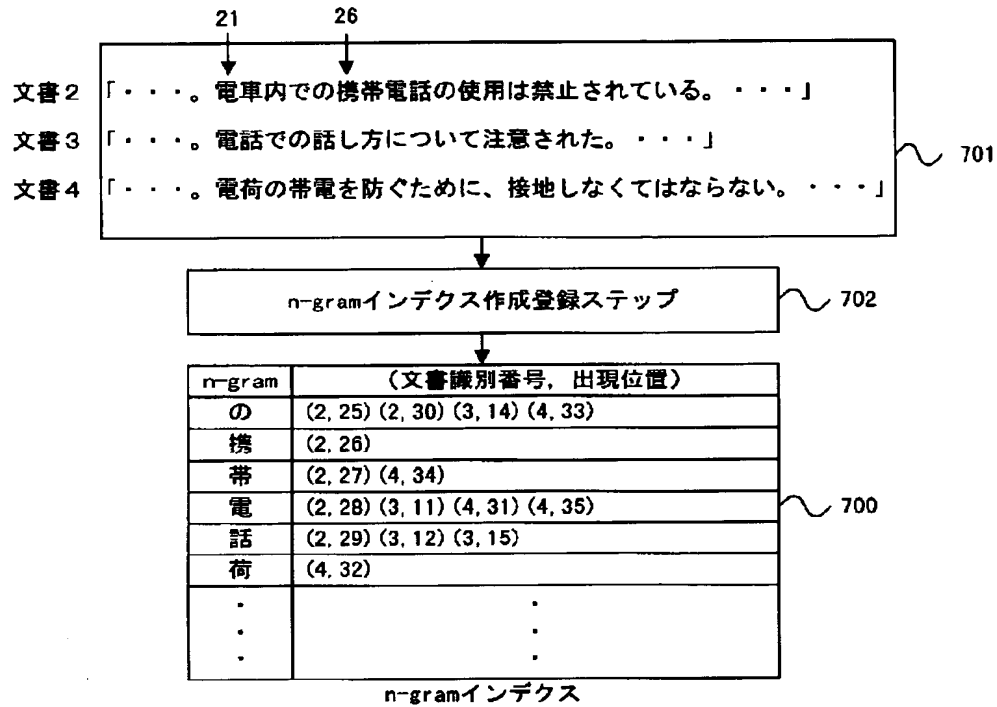 21 26
文書2 「・・・。電車内での携帯電話の使用は禁止されている。・・・」
文書3 「・・・。電話での話し方について注意された。・・・」
文書4 「・・・。電荷の帯電を防ぐために、接地しなくてはならない。・・・」
701
n-gramインデクス作成登録ステップ
702
n-gram (文書識別番号, 出現位置)
の (2, 25) (2, 30) (3, 14) (4, 33)
携 (2, 26)
帯 (2, 27) (4, 34)
電 (2, 28) (3, 11) (4, 31) (4, 35)
700
話 (2, 29) (3, 12) (3, 15)
荷 (4, 32)
・ ・
・ ・
・ ・
n-gramインデクス